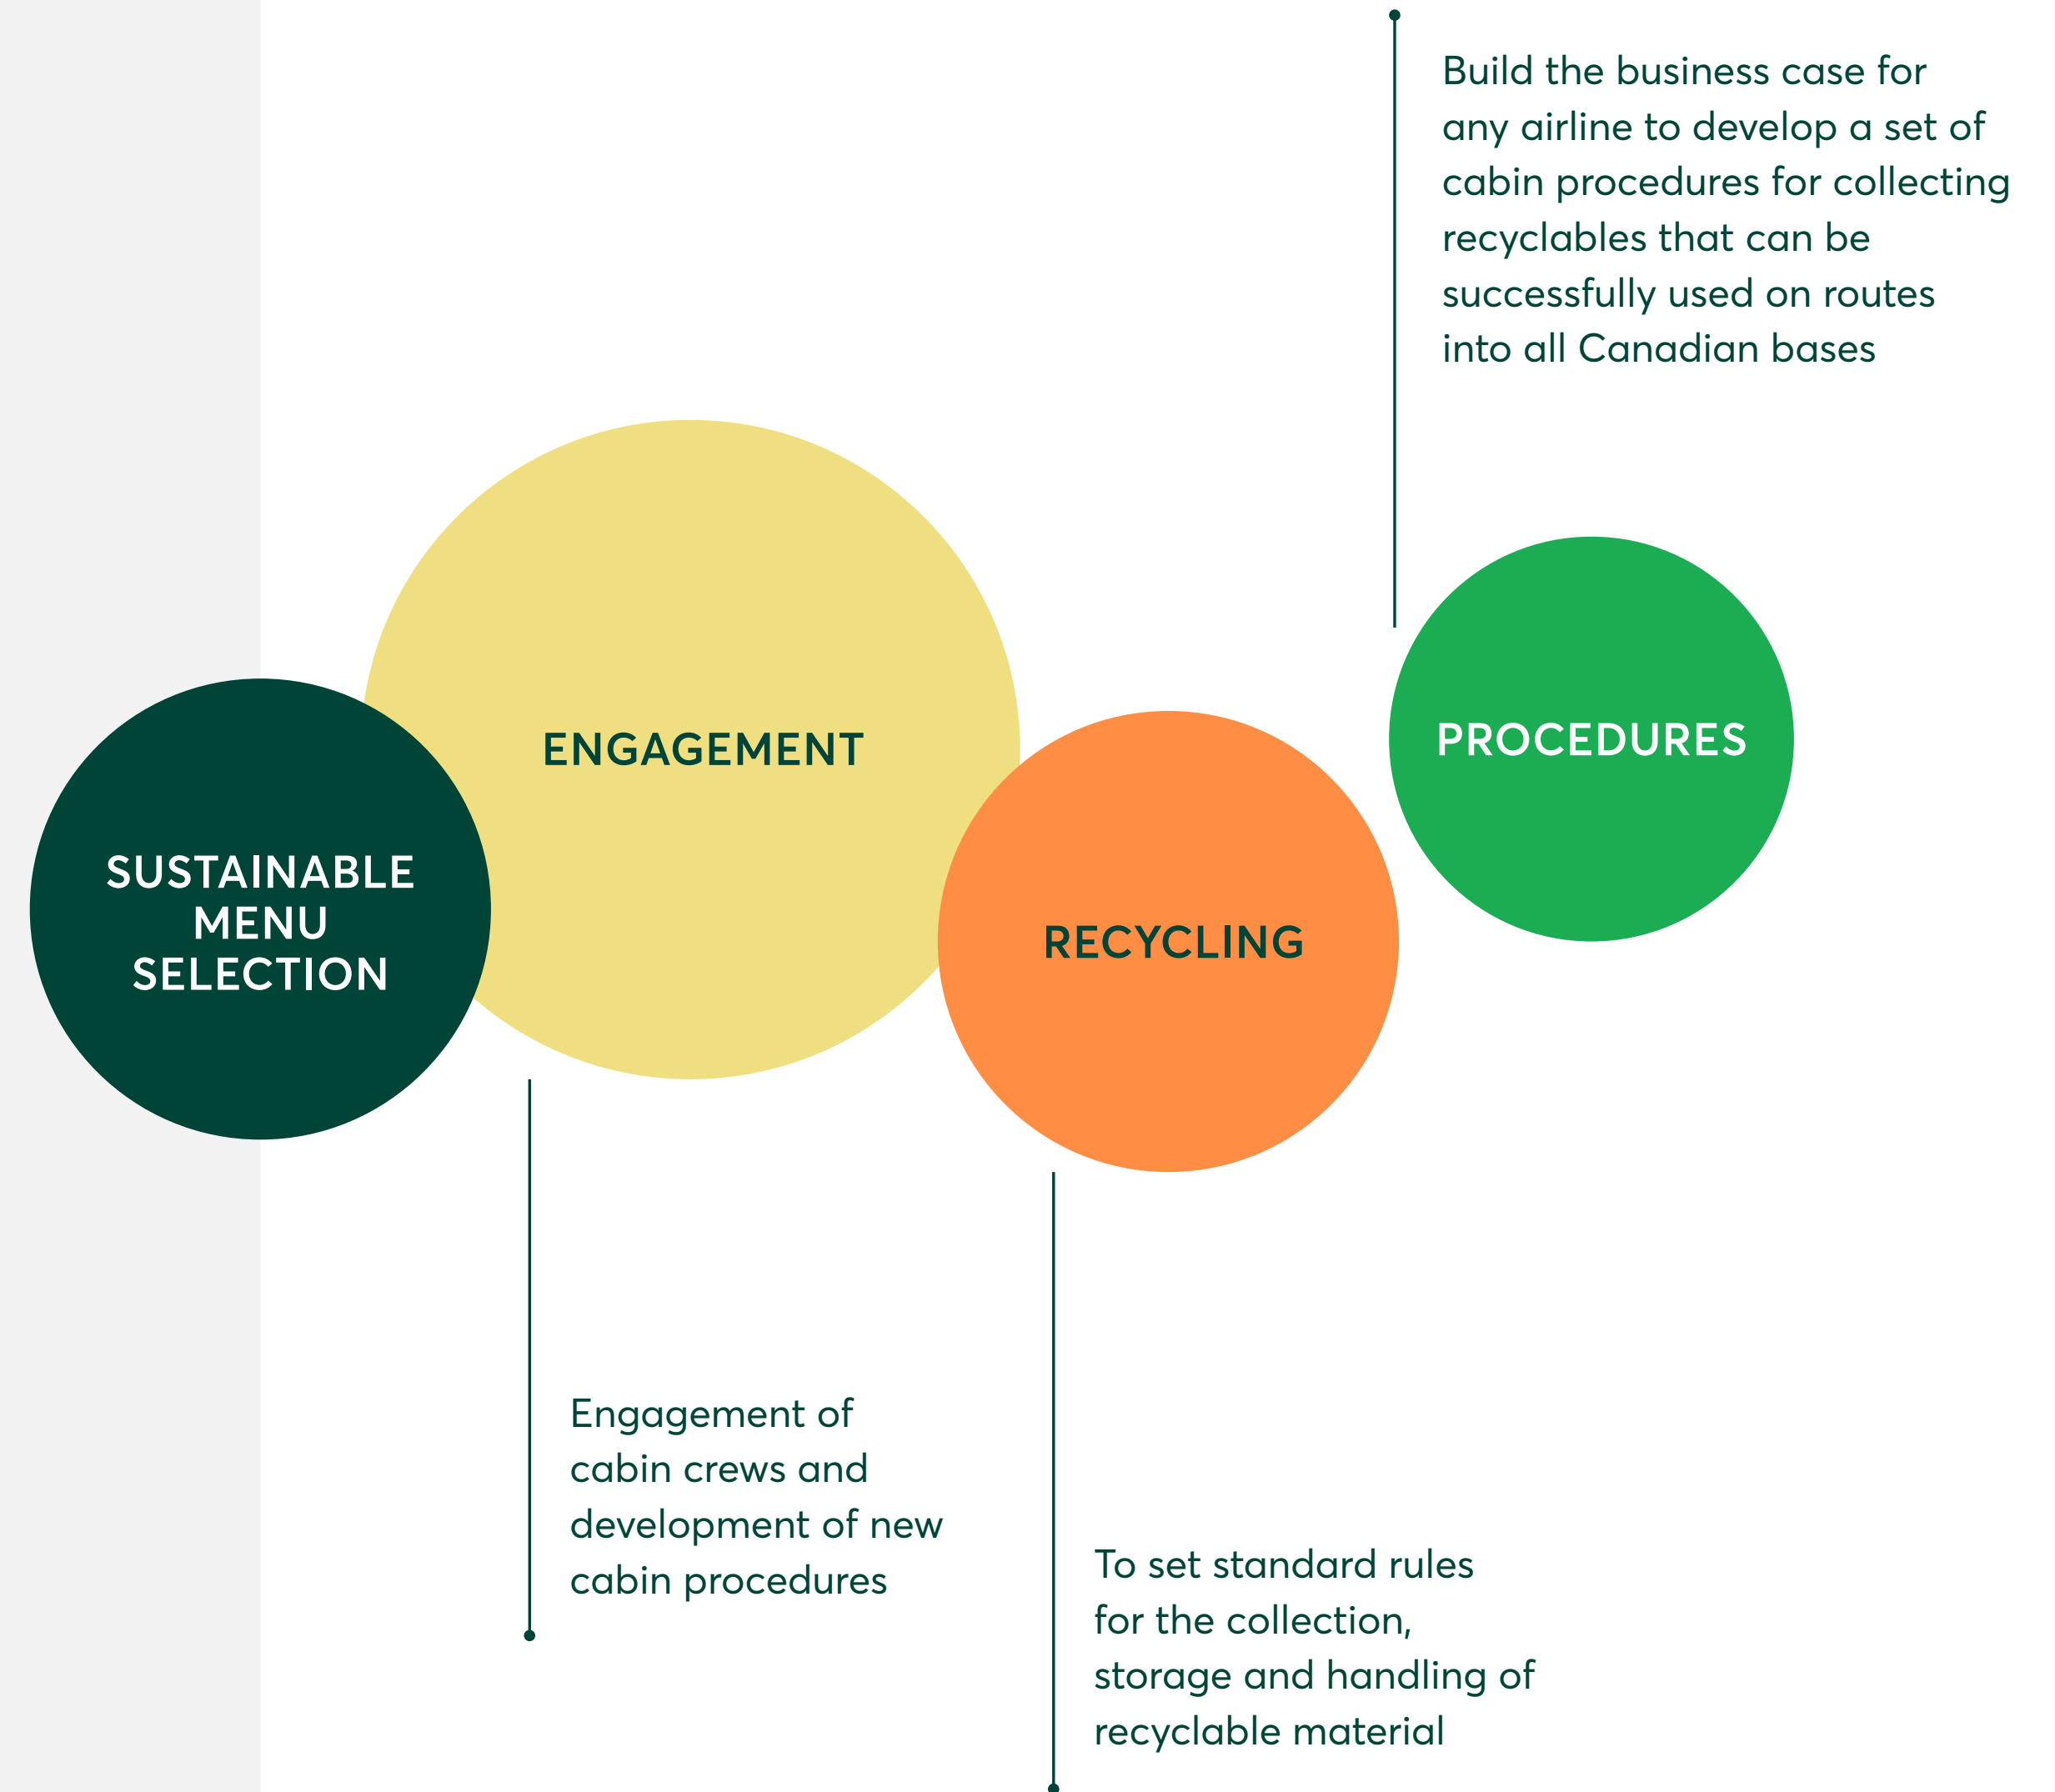 Build the business case for
any airline to develop a set of
cabin procedures for collecting
recyclables that can be
successfully used on routes
into all Canadian bases
ENGAGEMENT
PROCEDURES
SUSTAINABLE
MENU
SELECTION
RECYCLING
Engagement of
cabin crews and
development of new
cabin procedures
To set standard rules
for the collection,
storage and handling of
recyclable material